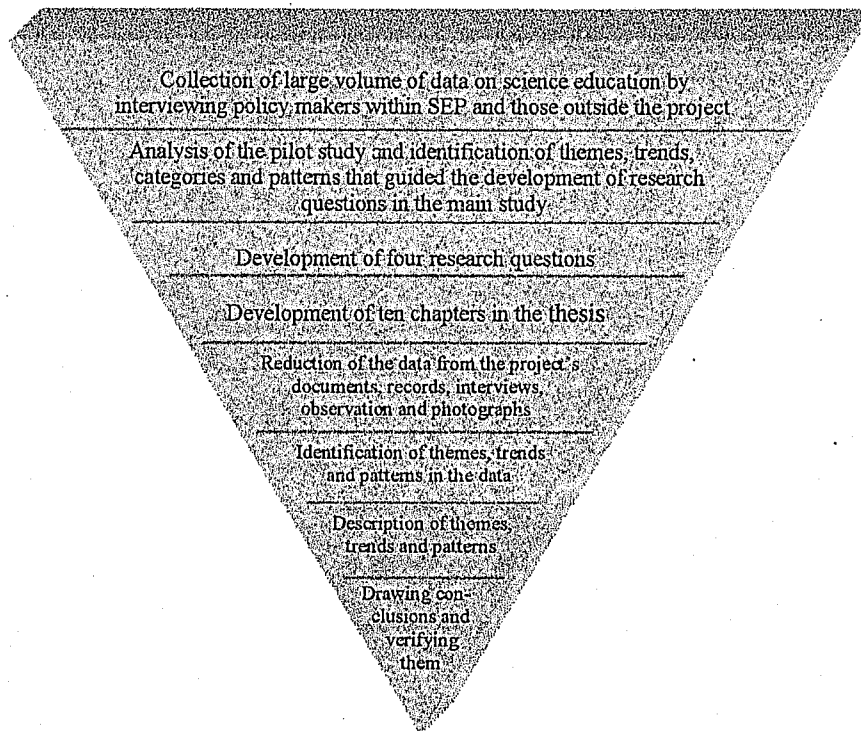 Collection of large volume of data on science education by
interviewing policy makers within SEP and those outside the project
Analysis of the pilot study and identification of themes, trends,
categories and patterns that guided the development of research
questions in the main study
Development of four research questions
Development of ten chapters in the thesis
Reduction of the data from the project's
documents, records, interviews,
observation and photographs
Identification of themes, trends
and patterns in the data
Description of themes,
trends and patterns
Drawing con-
clusions and
verifying
them